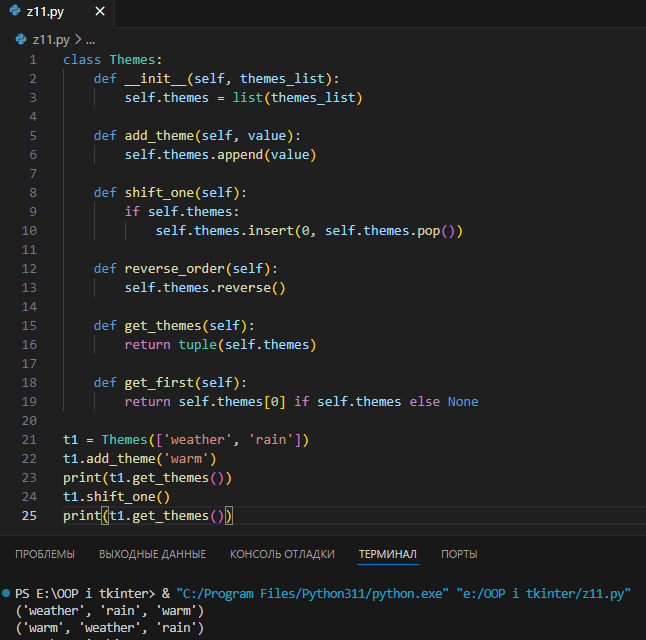 z11.py ×
z11.py > ...
1 class Themes:
2     def __init__(self, themes_list):
3         self.themes = list(themes_list)
4
5     def add_theme(self, value):
6         self.themes.append(value)
7
8     def shift_one(self):
9         if self.themes:
10             self.themes.insert(0, self.themes.pop())
11
12     def reverse_order(self):
13         self.themes.reverse()
14
15     def get_themes(self):
16         return tuple(self.themes)
17
18     def get_first(self):
19         return self.themes[0] if self.themes else None
20
21 t1 = Themes(['weather', 'rain'])
22 t1.add_theme('warm')
23 print(t1.get_themes())
24 t1.shift_one()
25 print(t1.get_themes())
ПРОБЛЕМЫ ВЫХОДНЫЕ ДАННЫЕ КОНСОЛЬ ОТЛАДКИ ТЕРМИНАЛ ПОРТЫ
PS E:\OOP i tkinter> & "C:/Program Files/Python311/python.exe" "e:/OOP i tkinter/z11.py"
('weather', 'rain', 'warm')
('warm', 'weather', 'rain')